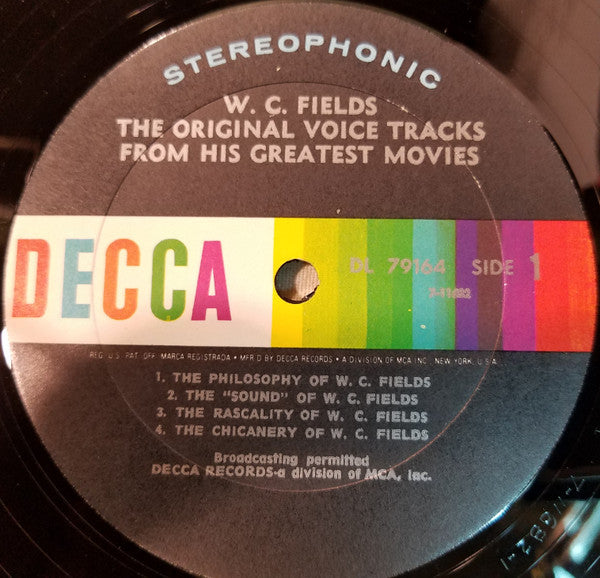 STEREOPHONIC
W. C. FIELDS
THE ORIGINAL VOICE TRACKS
FROM HIS GREATEST MOVIES
DECCA
DL 79164 SIDE 1
REG. U.S. PAT. OFF. MARCA REGISTRADA • MFR'D BY DECCA RECORDS • A DIVISION OF MCA INC., NEW YORK, U.S.A.
1. THE PHILOSOPHY OF W. C. FIELDS
2. THE "SOUND" OF W. C. FIELDS
3. THE RASCALITY OF W. C. FIELDS
4. THE CHICANERY OF W. C. FIELDS
Broadcasting permitted
DECCA RECORDS-a division of MCA, Inc.